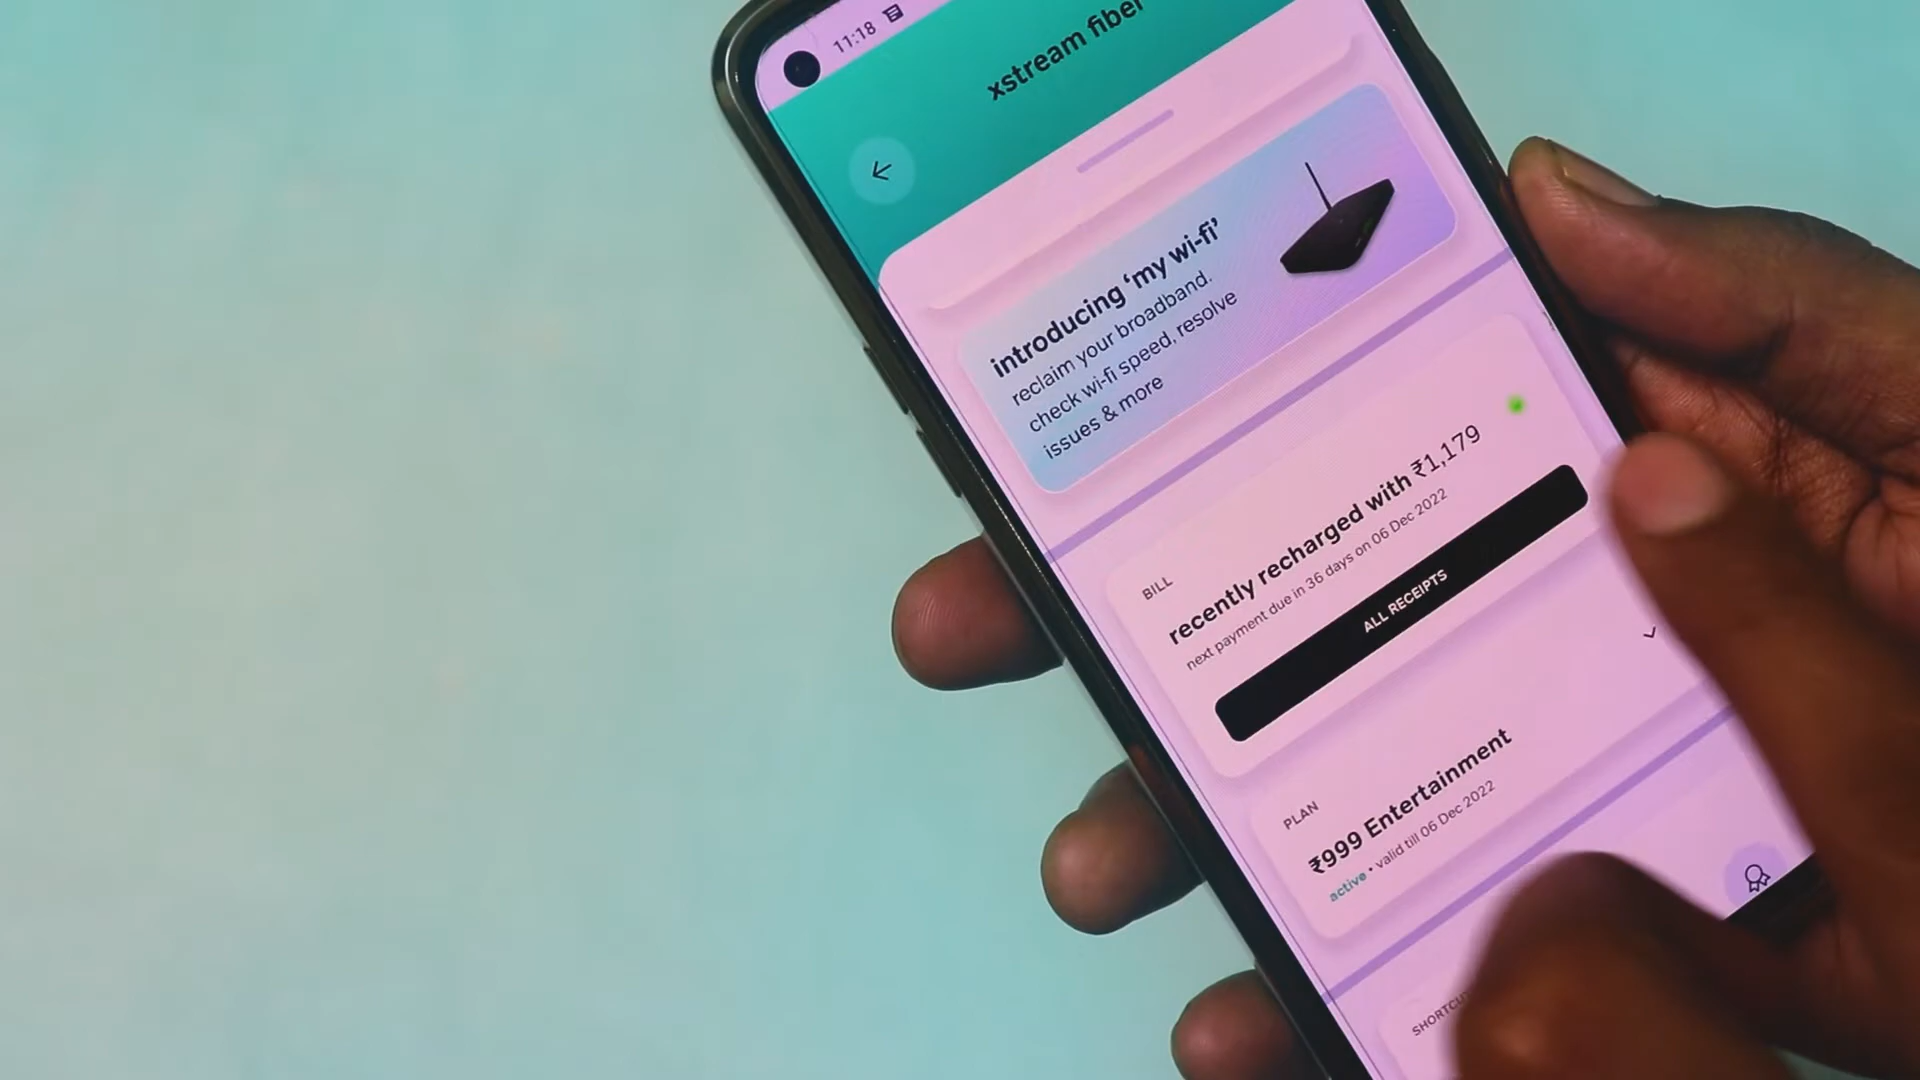 11:18
xstream fiber
introducing ‘my wi-fi’
reclaim your broadband.
check wi-fi speed, resolve
issues & more
BILL
recently recharged with ₹1,179
next payment due in 36 days on 06 Dec 2022
ALL RECEIPTS
PLAN
₹999 Entertainment
active • valid till 06 Dec 2022